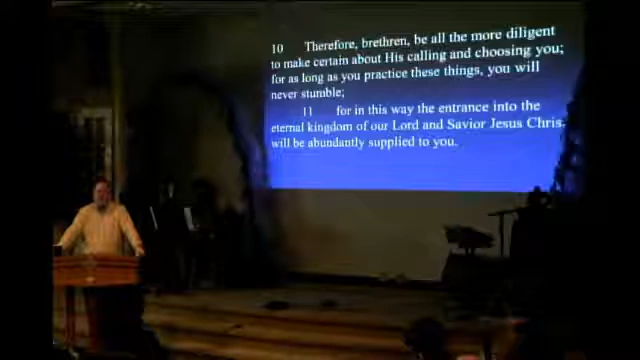 10 Therefore, brethren, be all the more diligent
to make certain about His calling and choosing you;
for as long as you practice these things, you will
never stumble;
11 for in this way the entrance into the
eternal kingdom of our Lord and Savior Jesus Chris
will be abundantly supplied to you.